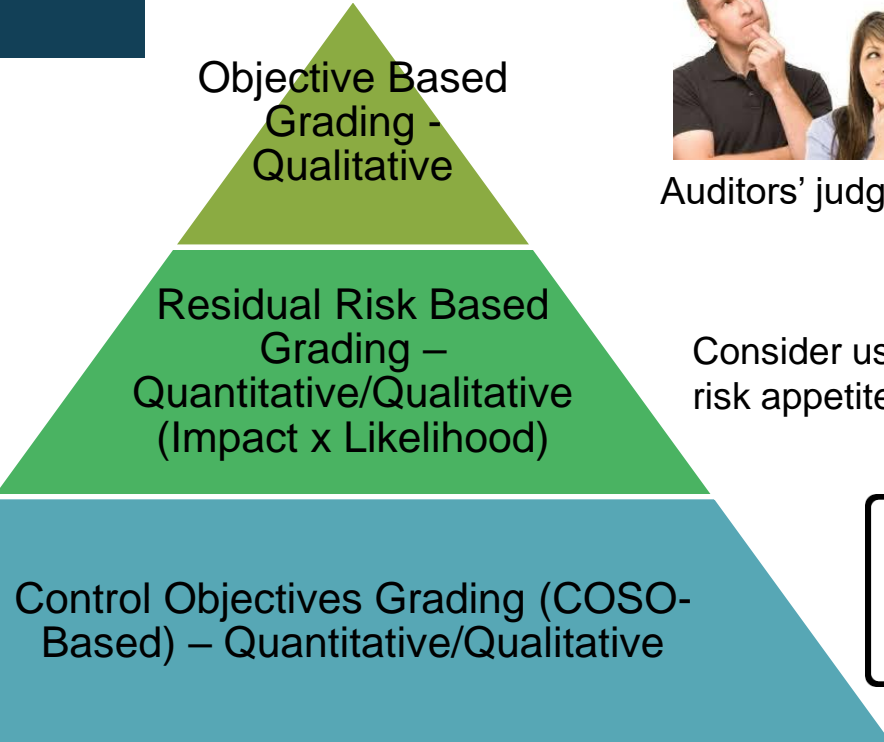 Objective Based
Grading -
Qualitative
Auditors’ judg
Residual Risk Based
Grading –
Quantitative/Qualitative
(Impact x Likelihood)
Consider us
risk appetite
Control Objectives Grading (COSO-
Based) – Quantitative/Qualitative